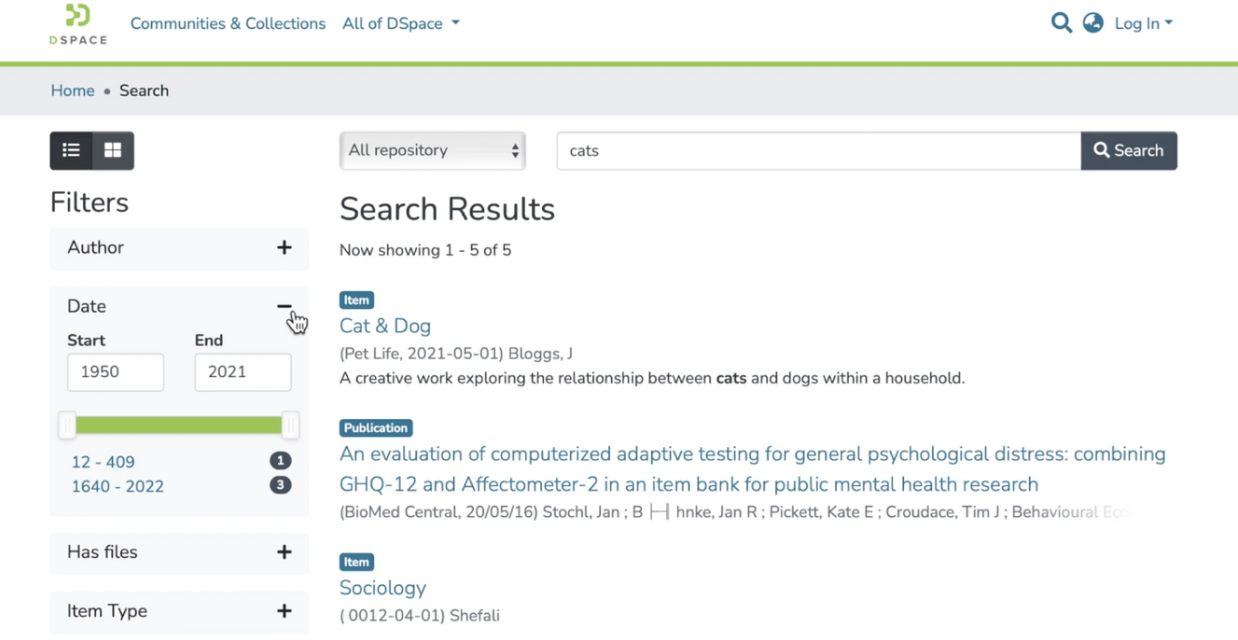 DSPACE
Communities & Collections All of DSpace Log In
Home • Search
All repository cats Search
Filters
Search Results
Author
Now showing 1 - 5 of 5
Date
Start End
1950 2021
12 - 409 1
1640 - 2022 3
Has files
Item Type
Item
Cat & Dog
(Pet Life, 2021-05-01) Bloggs, J
A creative work exploring the relationship between cats and dogs within a household.
Publication
An evaluation of computerized adaptive testing for general psychological distress: combining
GHQ-12 and Affectometer-2 in an item bank for public mental health research
(BioMed Central, 20/05/16) Stochl, Jan ; B├┤hnke, Jan R ; Pickett, Kate E ; Croudace, Tim J ; Behavioural
Item
Sociology
( 0012-04-01) Shefali